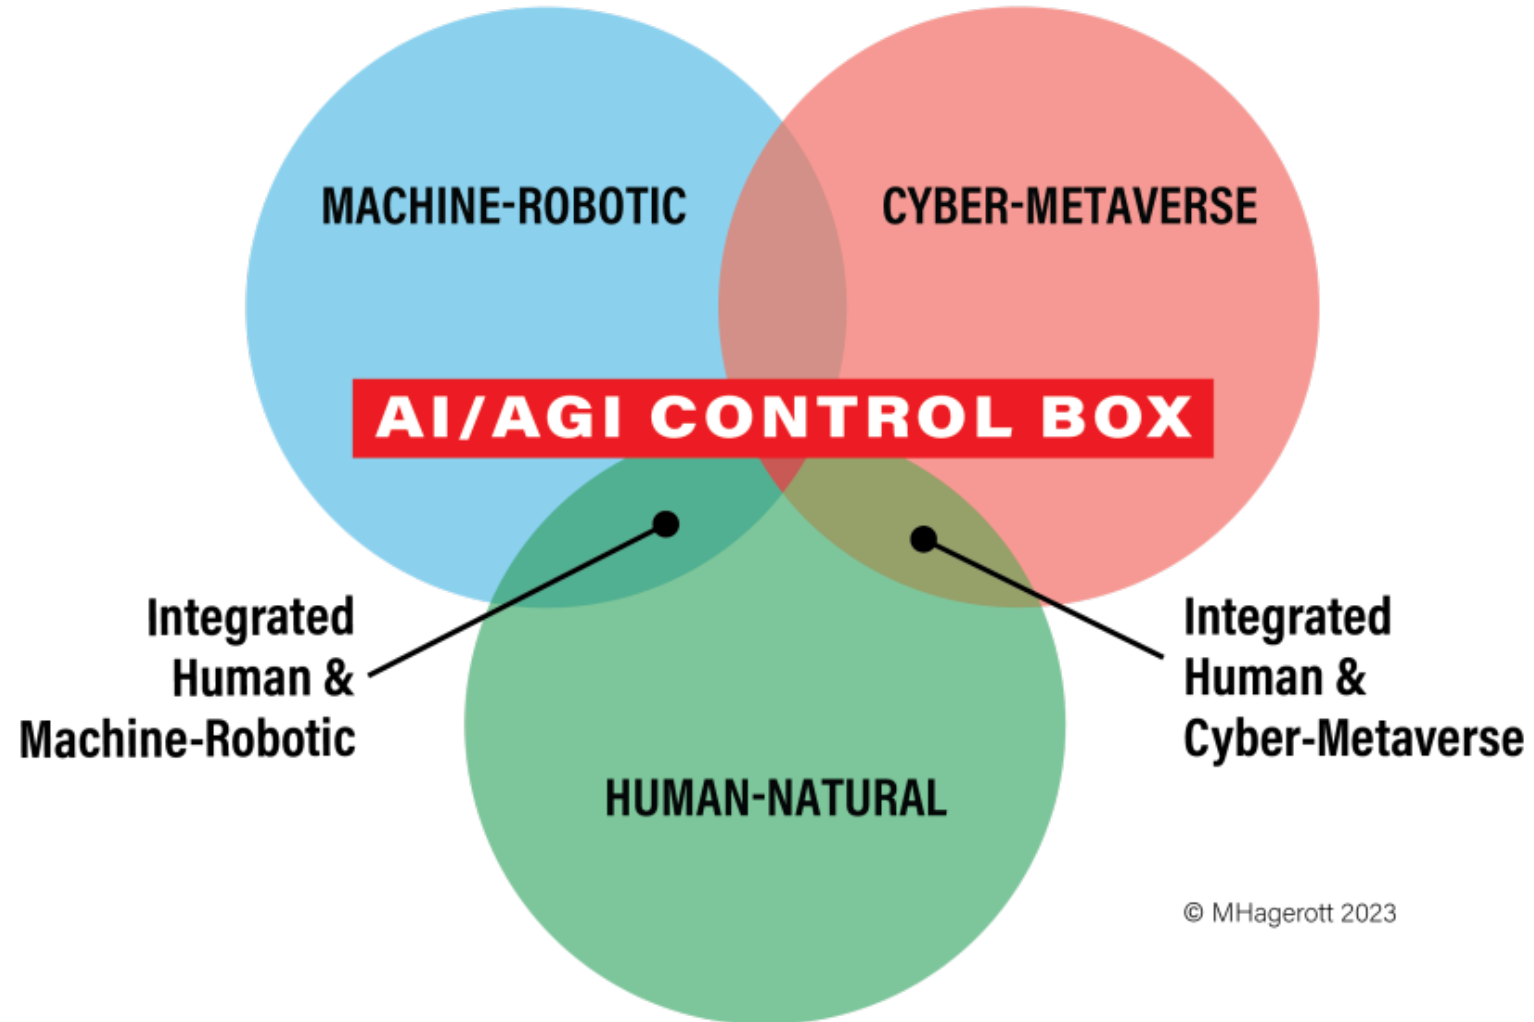 MACHINE-ROBOTIC
CYBER-METAVERSE
AI/AGI CONTROL BOX
Integrated
Human &
Machine-Robotic
Integrated
Human &
Cyber-Metaverse
HUMAN-NATURAL
© MHagerott 2023